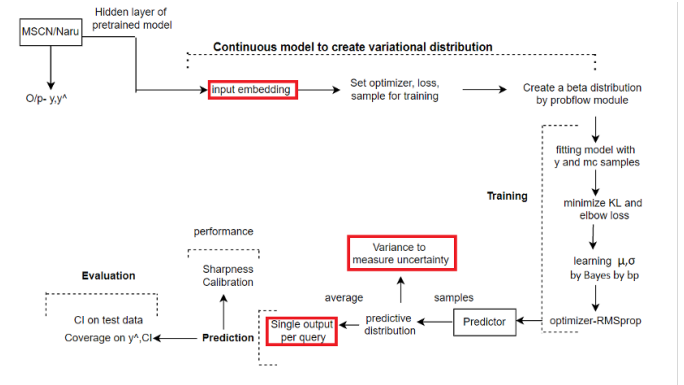 Hidden layer of
pretrained model
MSCN/Naru
O/p- y,y^
Continuous model to create variational distribution
input embedding
Set optimizer, loss,
sample for training
Create a beta distribution
by probflow module
fitting model with
y and mc samples
Training
minimize KL and
elbow loss
learning μ,σ
by Bayes by bp
optimizer-RMSprop
Predictor
samples
predictive
distribution
Variance to
measure uncertainty
average
Single output
per query
Prediction
performance
Sharpness
Calibration
Evaluation
CI on test data
Coverage on y^,CI